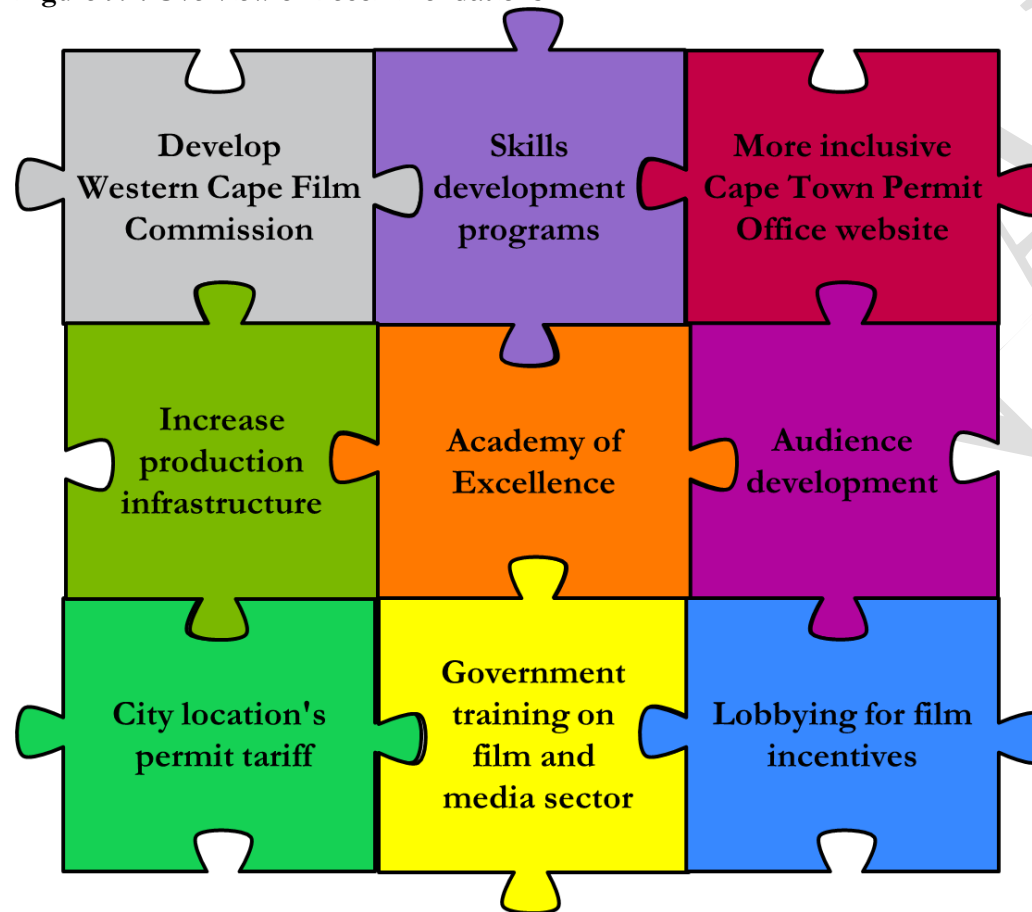 Develop
Western Cape Film
Commission
Skills
development
programs
More inclusive
Cape Town Permit
Office website
Increase
production
infrastructure
Academy of
Excellence
Audience
development
City location's
permit tariff
Government
training on
film and
media sector
Lobbying for film
incentives